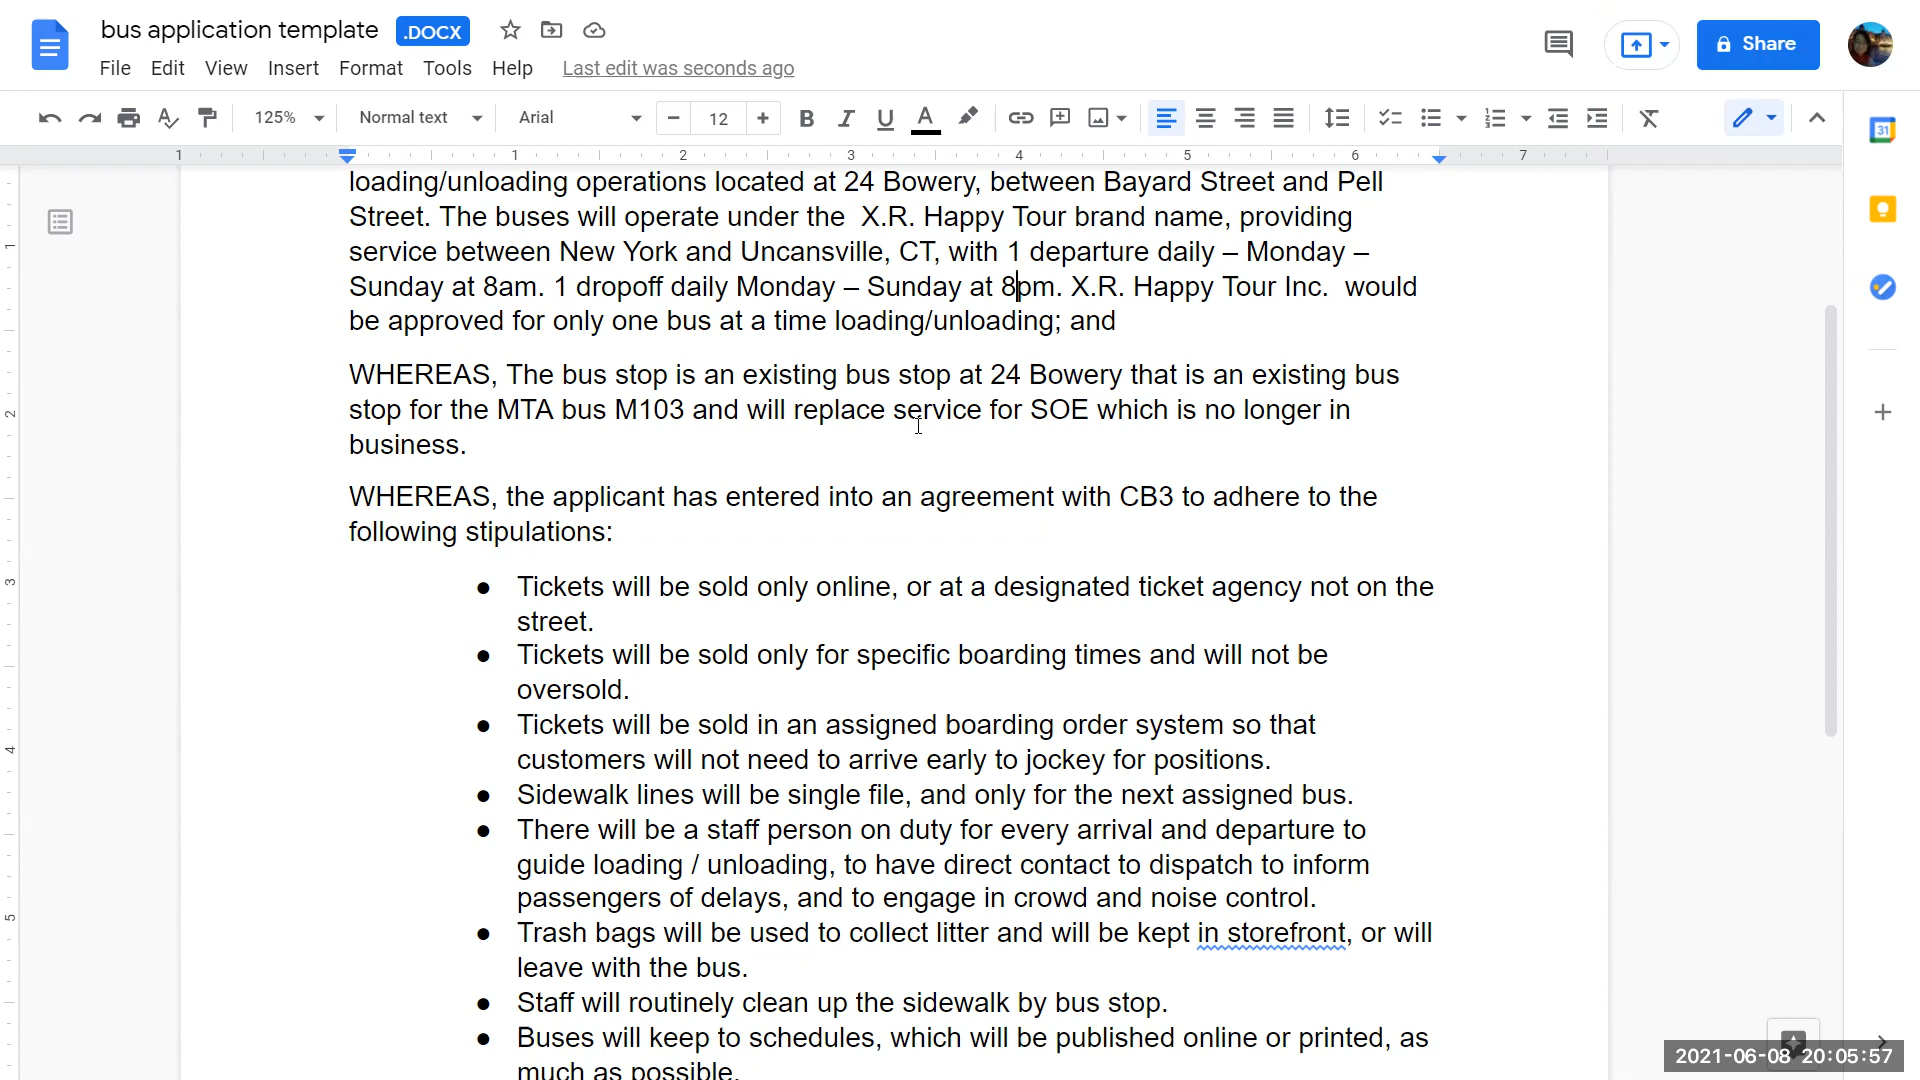 bus application template .DOCX
Share
File Edit View Insert Format Tools Help Last edit was seconds ago
125% Normal text Arial − 12 + B I U A
31
1 1 2 3 4 5 6 7
loading/unloading operations located at 24 Bowery, between Bayard Street and Pell
Street. The buses will operate under the  X.R. Happy Tour brand name, providing
service between New York and Uncansville, CT, with 1 departure daily – Monday –
Sunday at 8am. 1 dropoff daily Monday – Sunday at 8pm. X.R. Happy Tour Inc.  would
be approved for only one bus at a time loading/unloading; and
WHEREAS, The bus stop is an existing bus stop at 24 Bowery that is an existing bus
stop for the MTA bus M103 and will replace service for SOE which is no longer in
business.
WHEREAS, the applicant has entered into an agreement with CB3 to adhere to the
following stipulations:
● Tickets will be sold only online, or at a designated ticket agency not on the
street.
● Tickets will be sold only for specific boarding times and will not be
oversold.
● Tickets will be sold in an assigned boarding order system so that
customers will not need to arrive early to jockey for positions.
● Sidewalk lines will be single file, and only for the next assigned bus.
● There will be a staff person on duty for every arrival and departure to
guide loading / unloading, to have direct contact to dispatch to inform
passengers of delays, and to engage in crowd and noise control.
● Trash bags will be used to collect litter and will be kept in storefront, or will
leave with the bus.
● Staff will routinely clean up the sidewalk by bus stop.
● Buses will keep to schedules, which will be published online or printed, as
much as possible.
1
2
3
4
5
2021-06-08 20:05:57